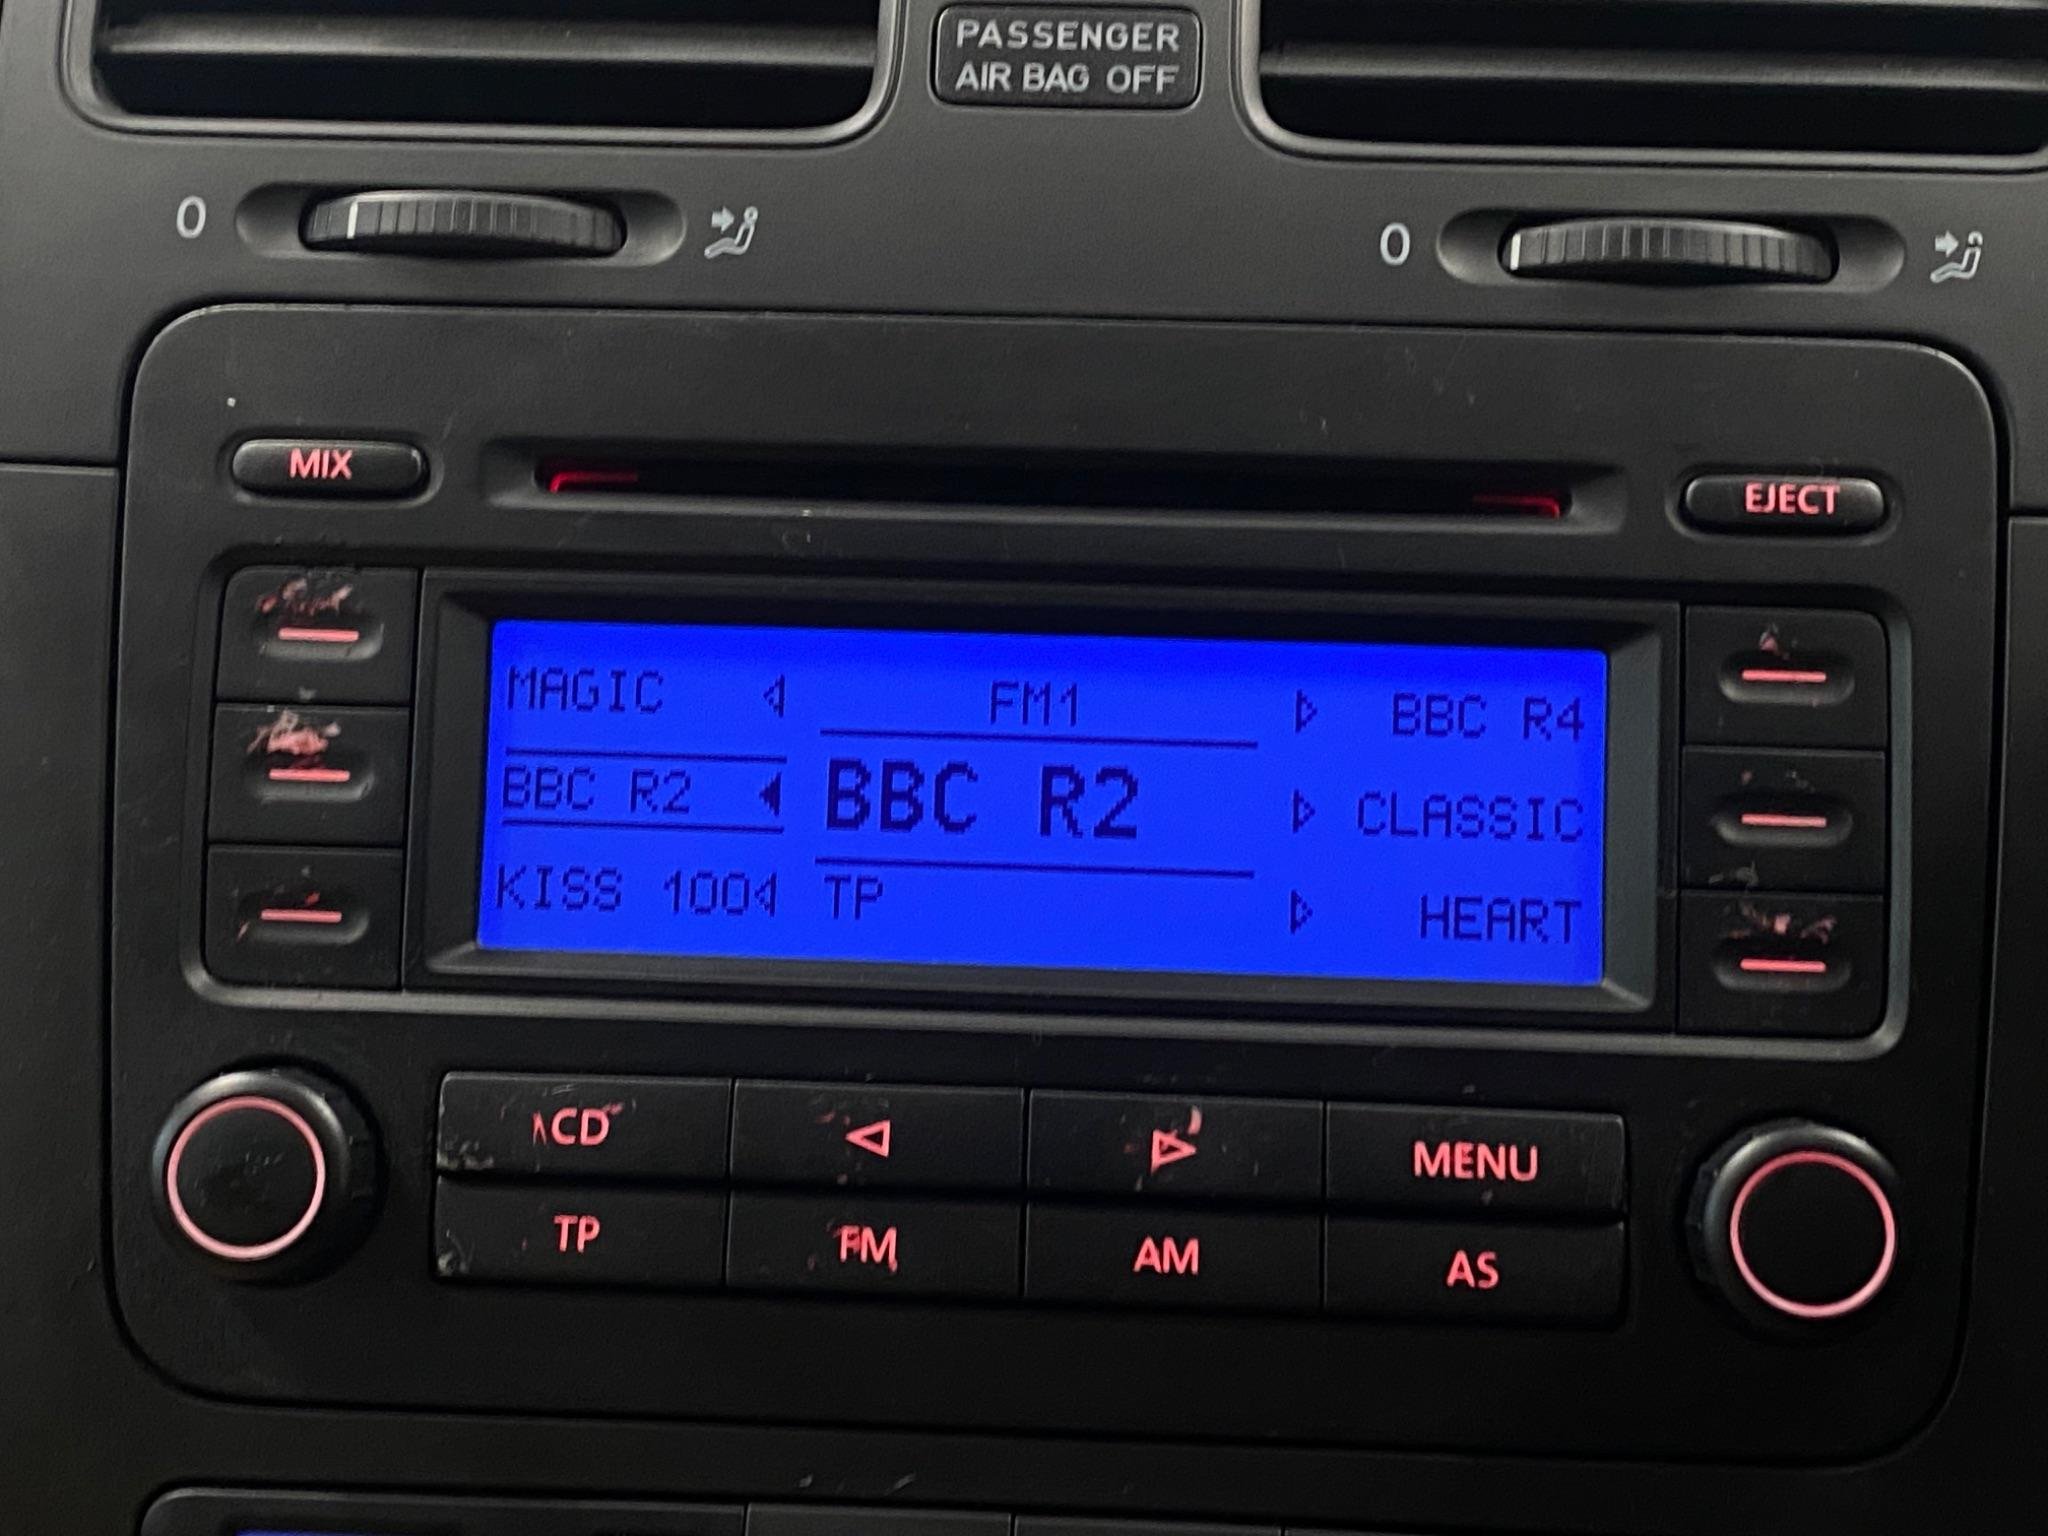 PASSENGER
AIR BAG OFF
0
0
MIX
EJECT
MAGIC FM1 BBC R4
BBC R2 BBC R2 CLASSIC
KISS 100 TP HEART
CD MENU
TP FM AM AS